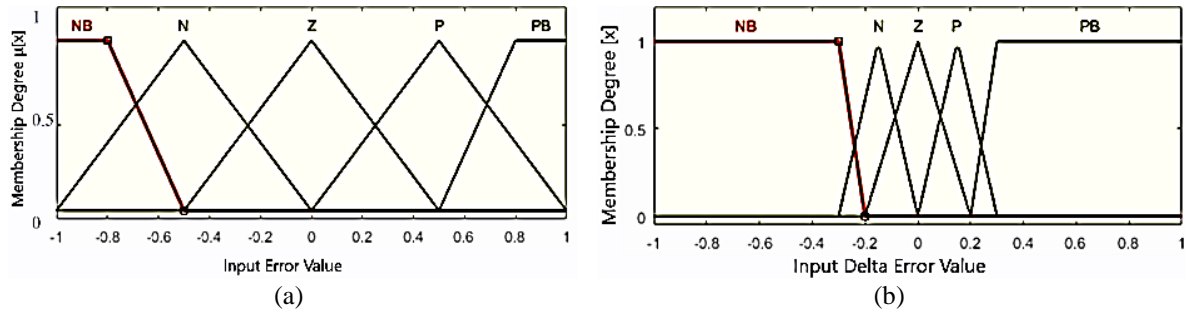 1
NB N Z P PB
0.5
0
-1 -0.8 -0.6 -0.4 -0.2 0 0.2 0.4 0.6 0.8 1
Membership Degree µ[x]
Input Error Value
(a)
NB N Z P PB
1
0.5
0
-1 -0.8 -0.6 -0.4 -0.2 0 0.2 0.4 0.6 0.8 1
Membership Degree [x]
Input Delta Error Value
(b)